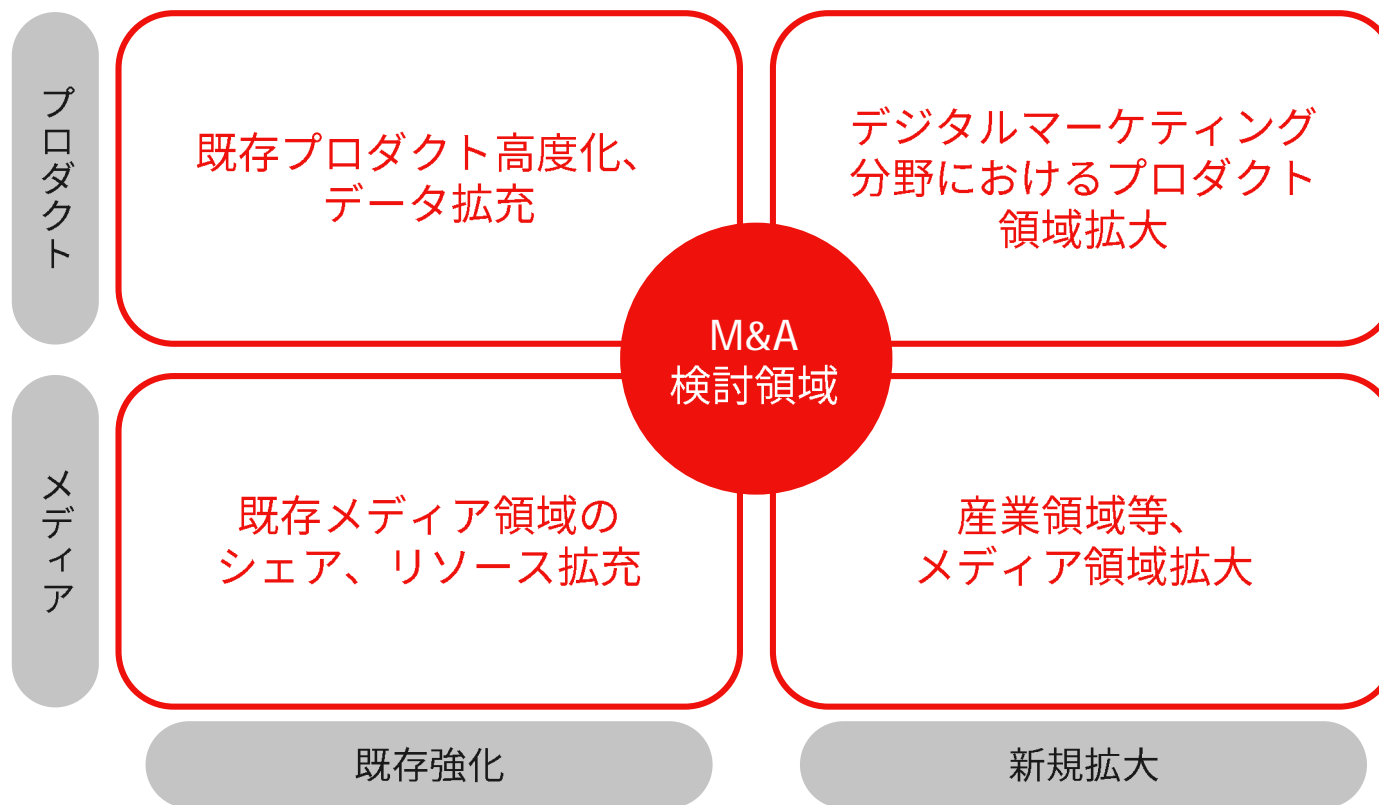 プロダクト
既存プロダクト高度化、
データ拡充
デジタルマーケティング
分野におけるプロダクト
領域拡大
M&A
検討領域
メディア
既存メディア領域の
シェア、リソース拡充
産業領域等、
メディア領域拡大
既存強化
新規拡大